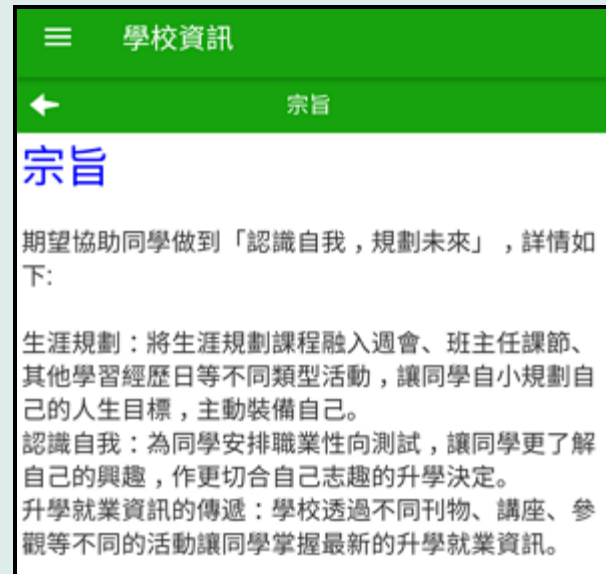 學校資訊
宗旨
宗旨
期望協助同學做到「認識自我，規劃未來」，詳情如
下:
生涯規劃：將生涯規劃課程融入週會、班主任課節、
其他學習經歷日等不同類型活動，讓同學自小規劃自
己的人生目標，主動裝備自己。
認識自我：為同學安排職業性向測試，讓同學更了解
自己的興趣，作更切合自己志趣的升學決定。
升學就業資訊的傳遞：學校透過不同刊物、講座、參
觀等不同的活動讓同學掌握最新的升學就業資訊。